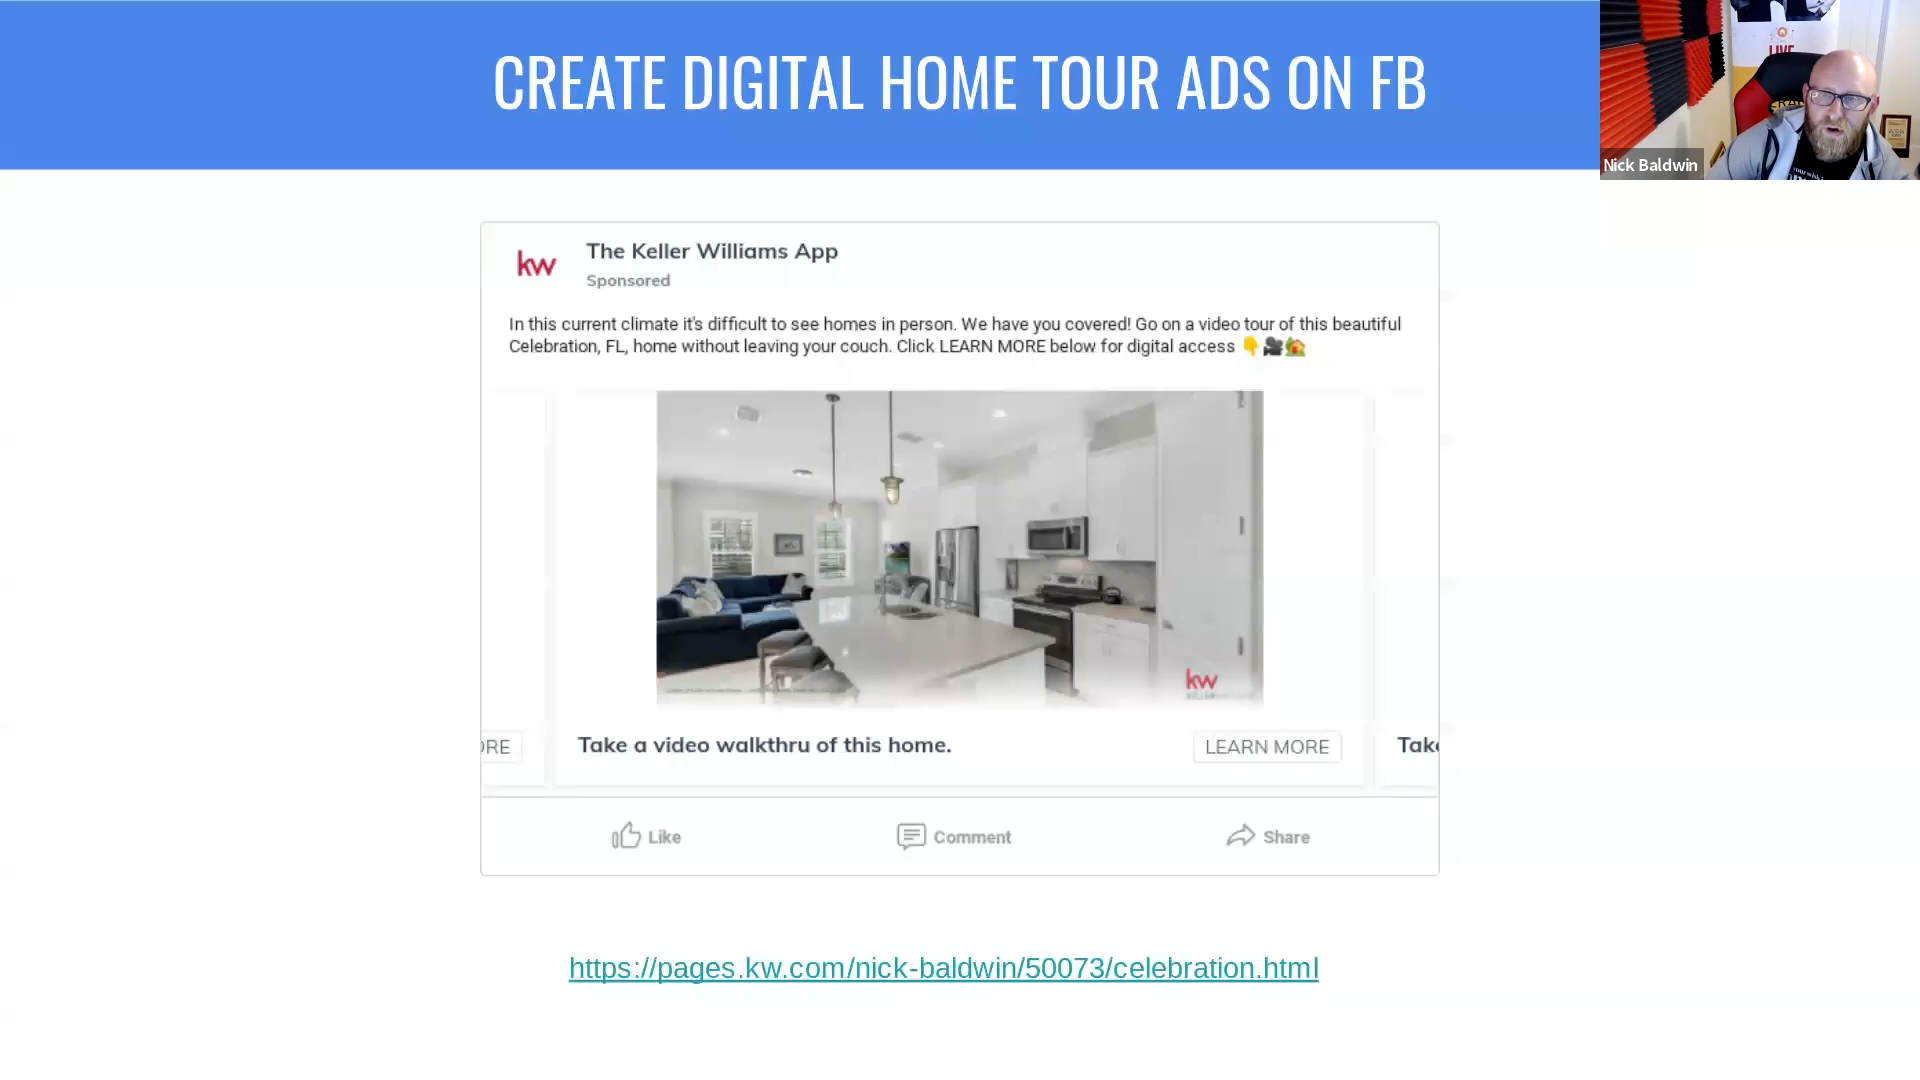 CREATE DIGITAL HOME TOUR ADS ON FB
LIVE
Nick Baldwin
kw
The Keller Williams App
Sponsored
In this current climate it's difficult to see homes in person. We have you covered! Go on a video tour of this beautiful
Celebration, FL, home without leaving your couch. Click LEARN MORE below for digital access 👇🎥🏡
kw
ORE
Take a video walkthru of this home.
LEARN MORE
Take
Like
Comment
Share
https://pages.kw.com/nick-baldwin/50073/celebration.html